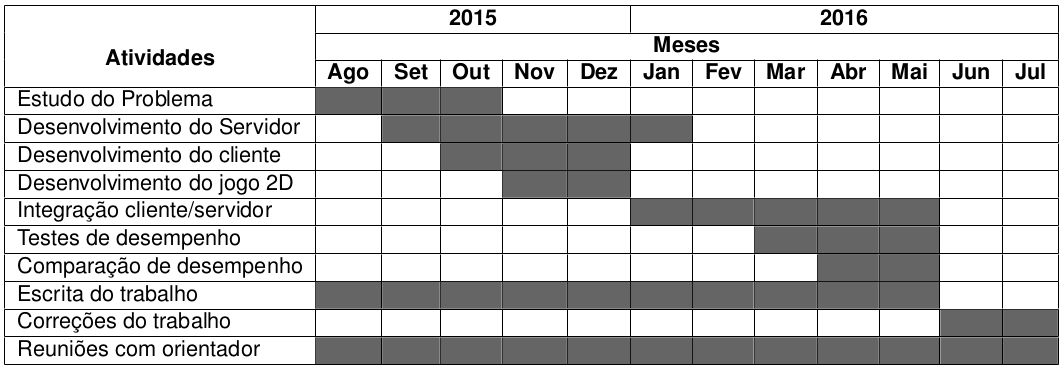 2015 2016
Atividades
Meses
Ago Set Out Nov Dez Jan Fev Mar Abr Mai Jun Jul
Estudo do Problema
Desenvolvimento do Servidor
Desenvolvimento do cliente
Desenvolvimento do jogo 2D
Integração cliente/servidor
Testes de desempenho
Comparação de desempenho
Escrita do trabalho
Correções do trabalho
Reuniões com orientador